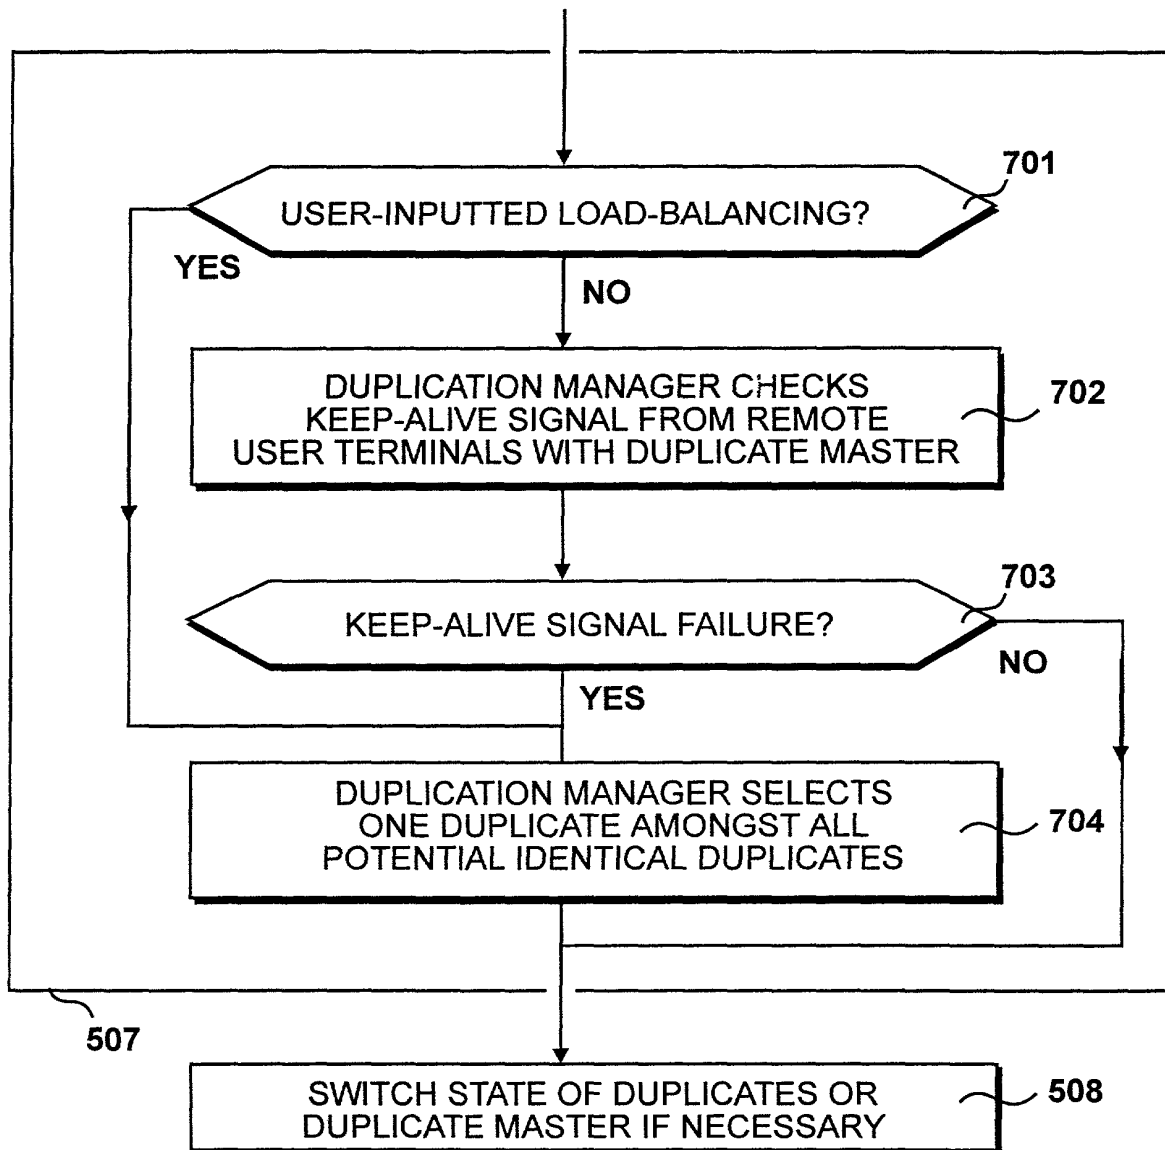 701
USER-INPUTTED LOAD-BALANCING?
YES
NO
DUPLICATION MANAGER CHECKS
KEEP-ALIVE SIGNAL FROM REMOTE
USER TERMINALS WITH DUPLICATE MASTER
702
703
KEEP-ALIVE SIGNAL FAILURE?
NO
YES
DUPLICATION MANAGER SELECTS
ONE DUPLICATE AMONGST ALL
POTENTIAL IDENTICAL DUPLICATES
704
507
SWITCH STATE OF DUPLICATES OR
DUPLICATE MASTER IF NECESSARY
508